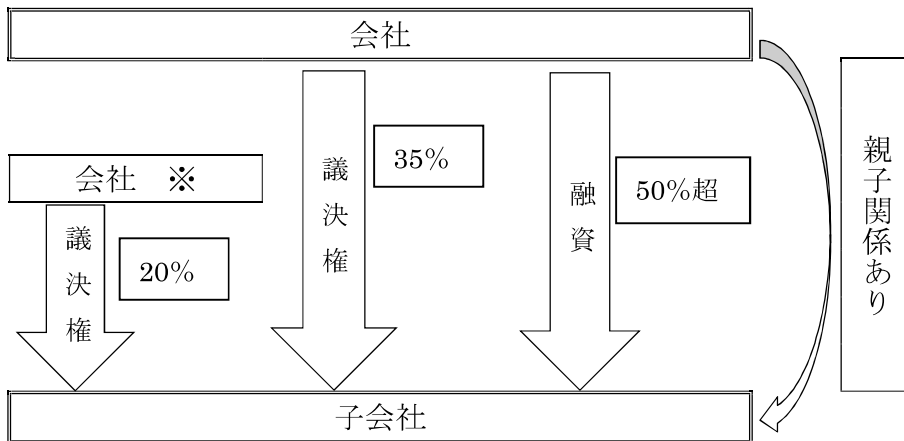 会社
会社 ※
議決権
20%
議決権
35%
融資
50%超
親子関係あり
子会社